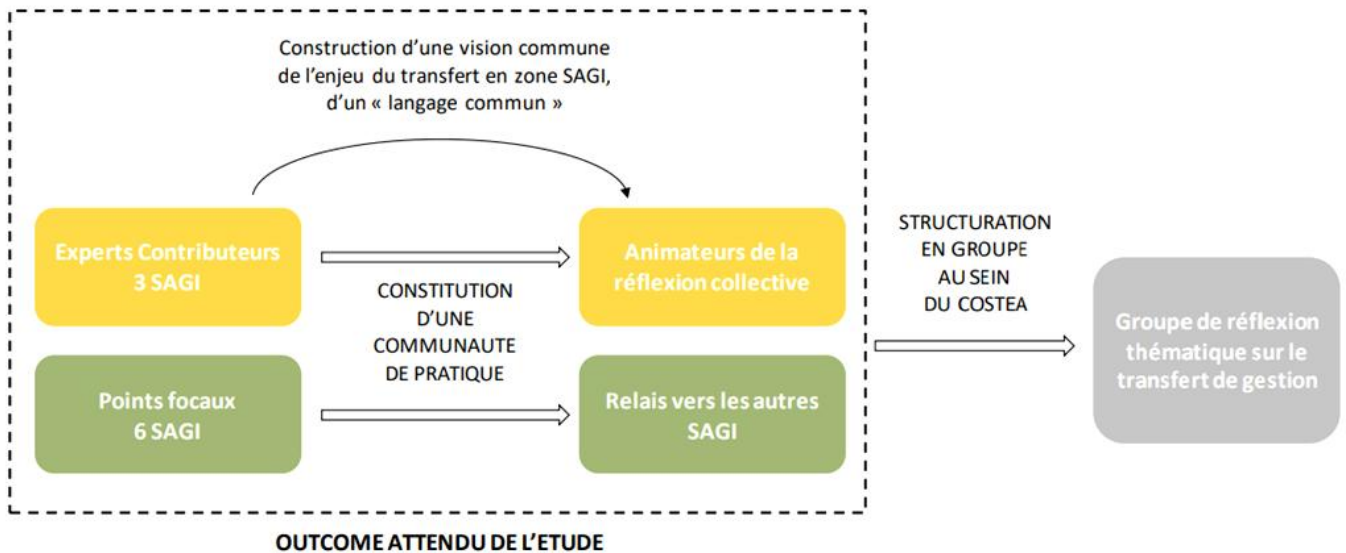 Construction d’une vision commune
de l’enjeu du transfert en zone SAGI,
d’un « langage commun »
Experts Contributeurs
3 SAGI
Animateurs de la
réflexion collective
CONSTITUTION
D’UNE
COMMUNAUTE
DE PRATIQUE
Points focaux
6 SAGI
Relais vers les autres
SAGI
STRUCTURATION
EN GROUPE
AU SEIN
DU COSTEA
Groupe de réflexion
thématique sur le
transfert de gestion
OUTCOME ATTENDU DE L’ETUDE